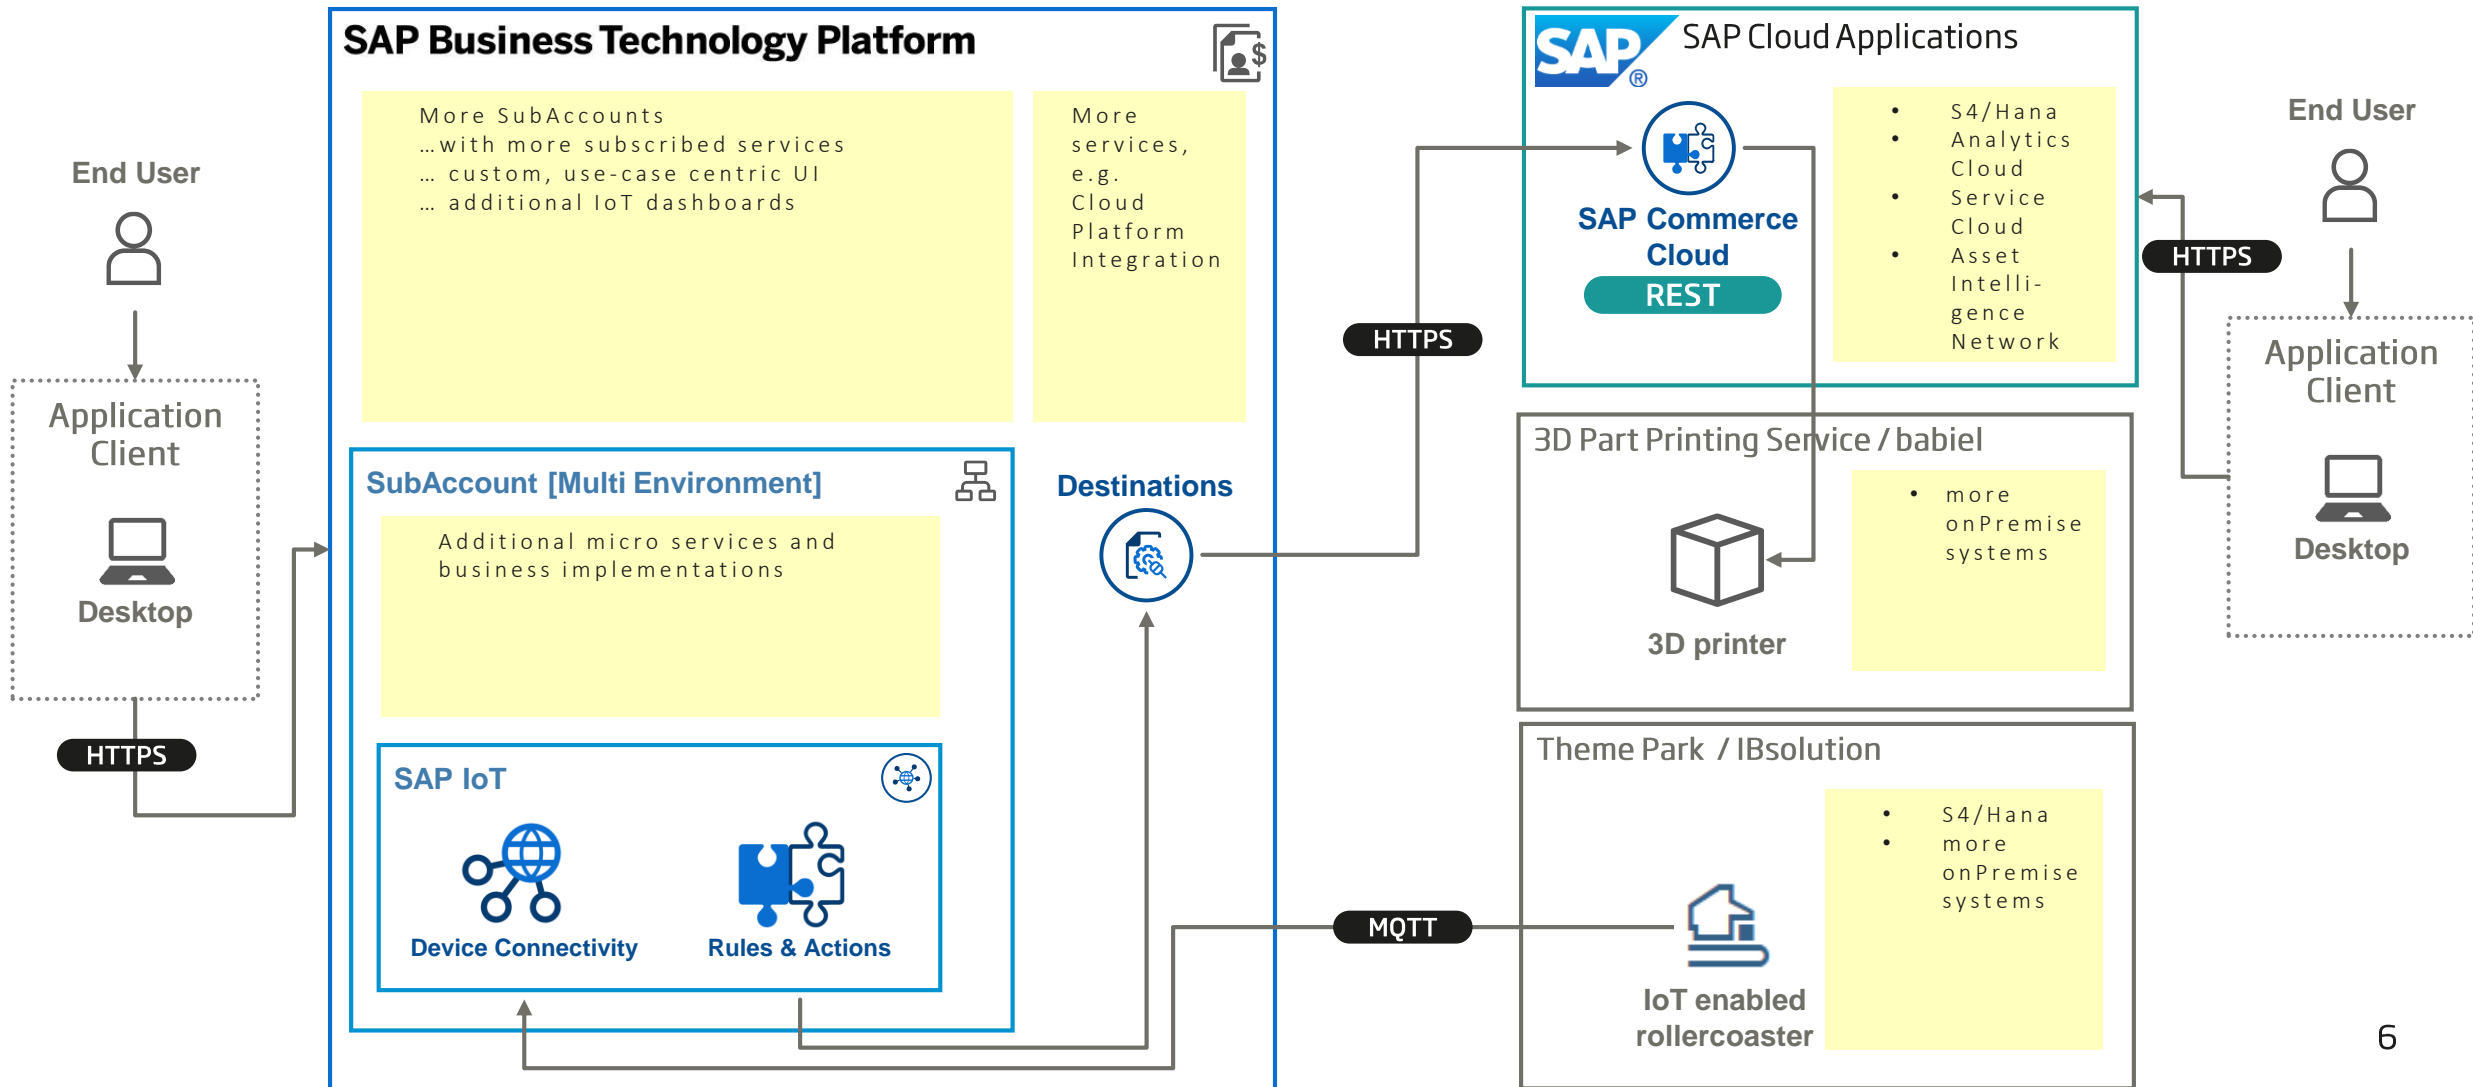 SAP Business Technology Platform
$
More SubAccounts
...with more subscribed services
... custom, use-case centric UI
... additional IoT dashboards
More
services,
e.g.
Cloud
Platform
Integration
End User
Application
Client
Desktop
HTTPS
SubAccount [Multi Environment]
Additional micro services and
business implementations
SAP IoT
Device Connectivity
Rules & Actions
Destinations
HTTPS
MQTT
SAP®
SAP Cloud Applications
SAP Commerce
Cloud
REST
• S4/Hana
• Analytics
Cloud
• Service
Cloud
• Asset
Intelli-
gence
Network
3D Part Printing Service / babiel
3D printer
• more
onPremise
systems
Theme Park / IBsolution
IoT enabled
rollercoaster
• S4/Hana
• more
onPremise
systems
End User
HTTPS
Application
Client
Desktop
6